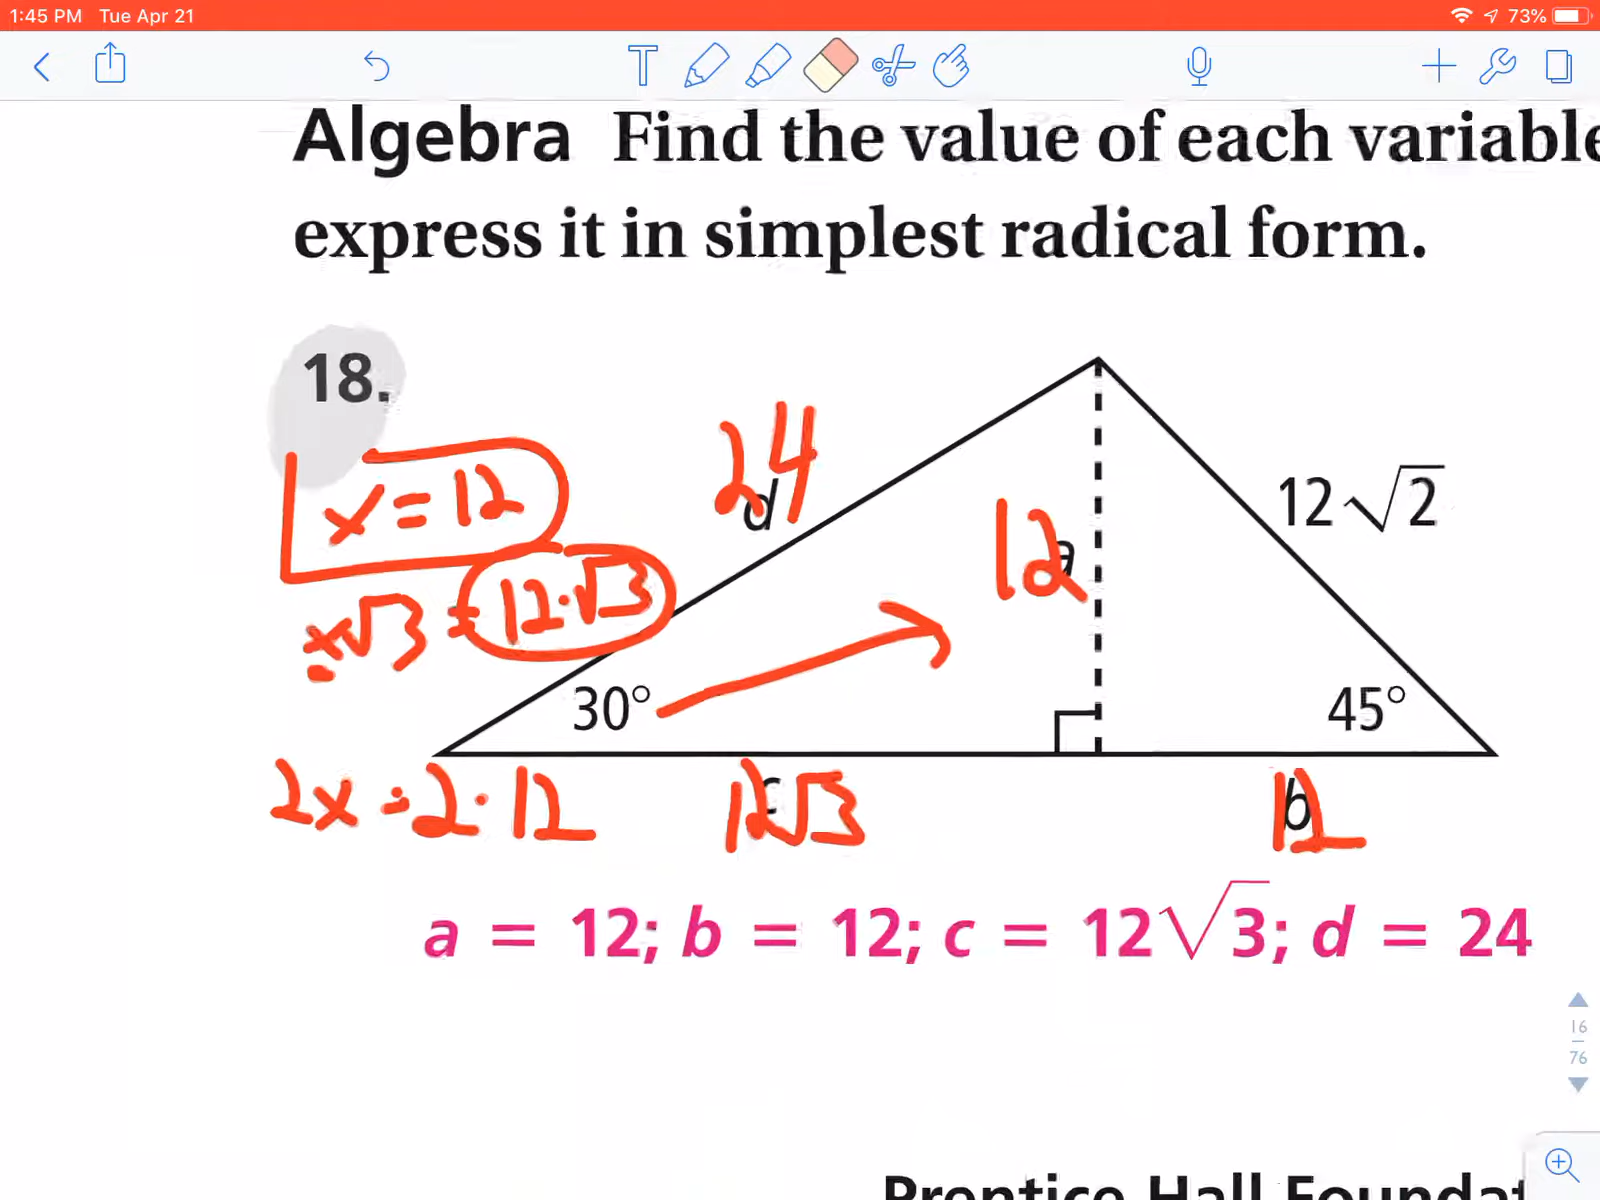 1:45 PM Tue Apr 21
73%
T
Algebra Find the value of each variable
express it in simplest radical form.
18.
24
d
12√2
x = 12
12
a
x√3 = 12·√3
30°
45°
2x = 2·12
12√3
c
12
b
a = 12; b = 12; c = 12√3; d = 24
16
76
Prentice Hall Foundat